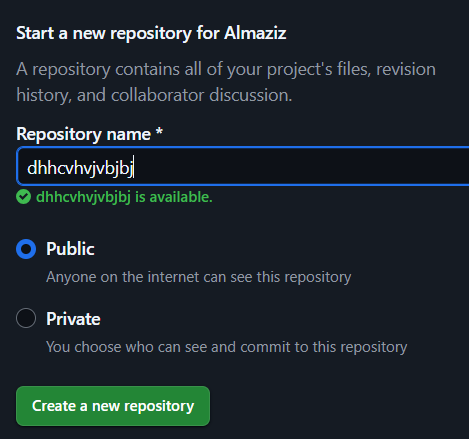 Start a new repository for Almaziz
A repository contains all of your project's files, revision
history, and collaborator discussion.
Repository name *
dhhcvhvjvbjbj
dhhcvhvjvbjbj is available.
Public
Anyone on the internet can see this repository
Private
You choose who can see and commit to this repository
Create a new repository